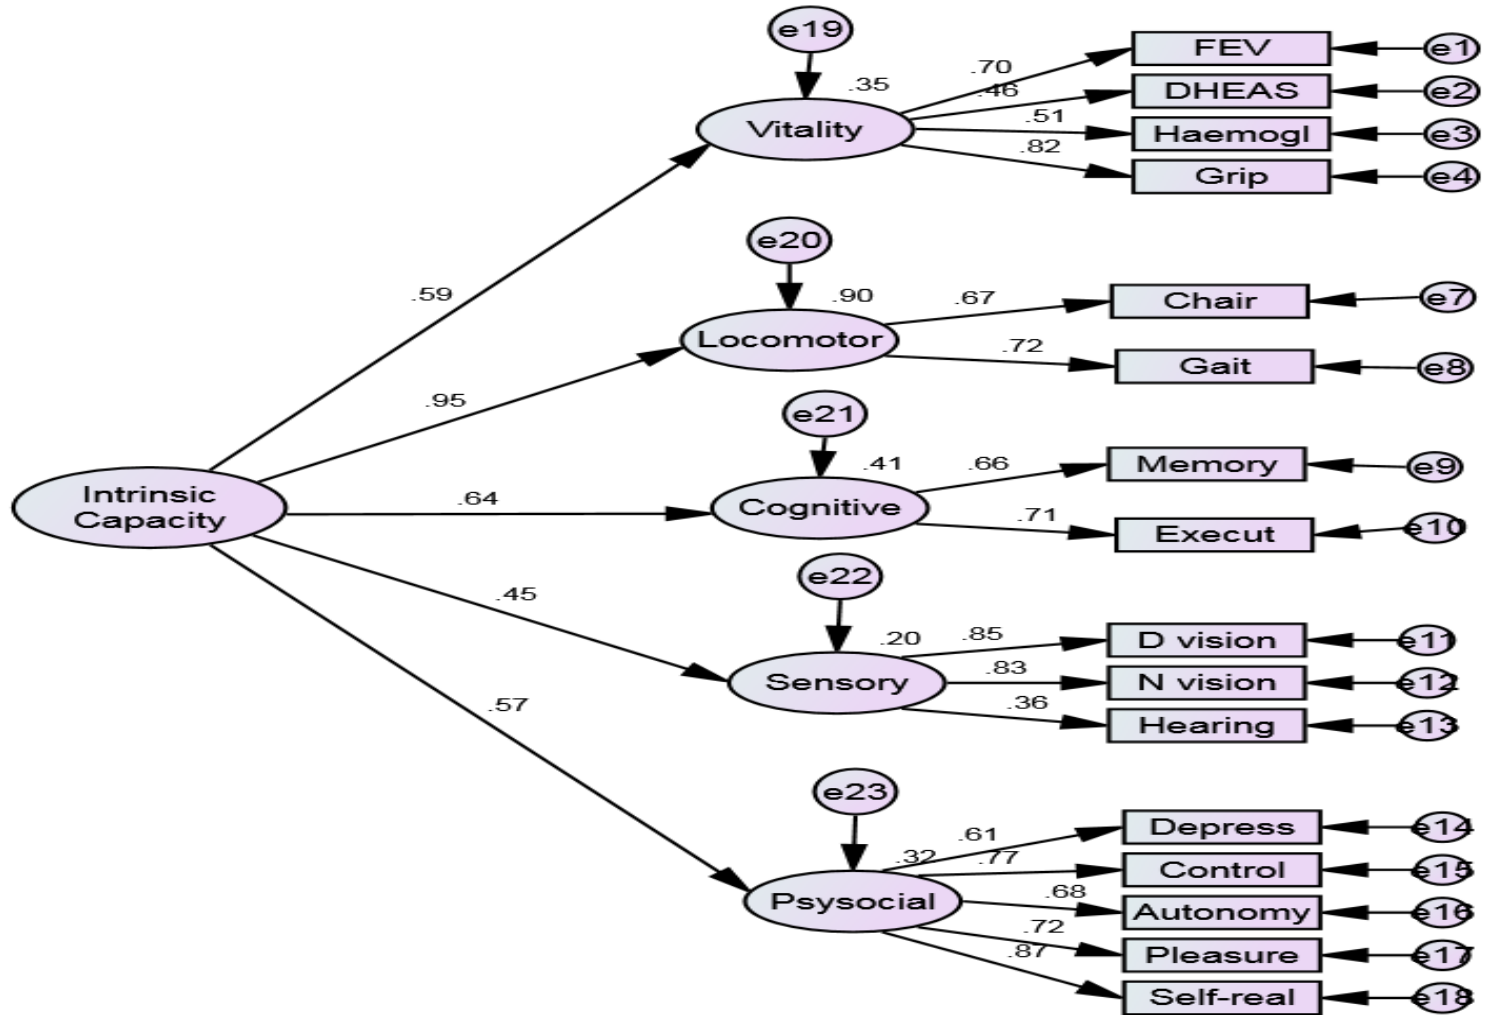 e19
.70
FEV
e1
.35
.46
DHEAS
e2
Vitality
.51
Haemogl
e3
.82
Grip
e4
e20
.59
.90
.67
Chair
e7
Locomotor
.72
Gait
e8
.95
e21
.41
.66
Memory
e9
Intrinsic
Capacity
.64
Cognitive
.71
Execut
e10
e22
.45
.20
.85
D vision
e11
Sensory
.83
N vision
e12
.36
Hearing
e13
.57
e23
.61
Depress
e14
.32
.77
Control
e15
Psysocial
.68
Autonomy
e16
.72
Pleasure
e17
.87
Self-real
e18